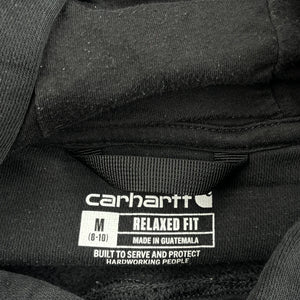 carhartt
M
(8-10)
RELAXED FIT
MADE IN GUATEMALA
BUILT TO SERVE AND PROTECT
HARDWORKING PEOPLE